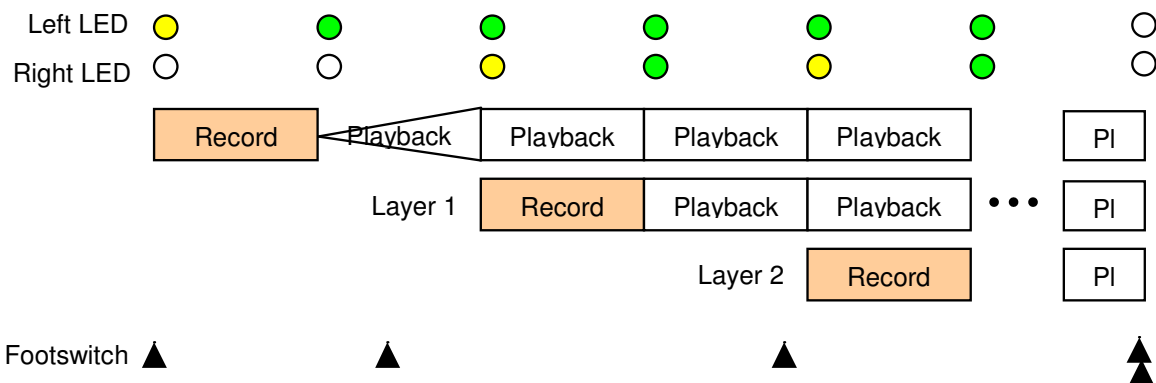 Left LED
Right LED
Record Playback Playback Playback Playback Pl
Layer 1 Record Playback Playback Pl
Layer 2 Record Pl
Footswitch